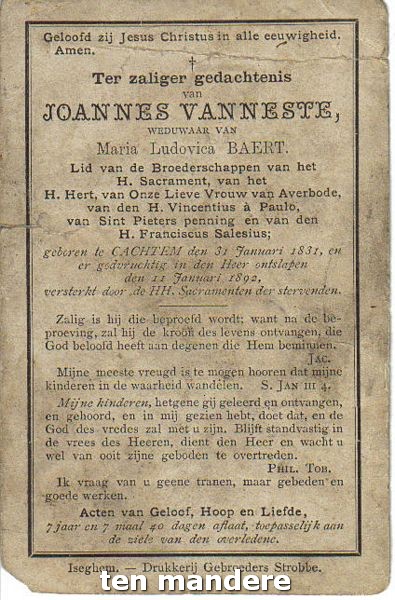 Geloofd zij Jesus Christus in alle eeuwigheid.
Amen.
†
Ter zaliger gedachtenis
van
JOANNES VANNESTE,
WEDUWAAR VAN
Maria Ludovica BAERT.
Lid van de Broederschappen van het
H. Sacrament, van het
H. Hert, van Onze Lieve Vrouw van Averbode,
van den H. Vincentius à Paulo,
van Sint Pieters penning en van den
H. Franciscus Salesius;
geboren te CACHTEM den 31 Januari 1831, en
er godvruchtig in den Heer ontslapen
den 11 Januari 1892,
versterkt door de HH. Sacramenten der stervenden.
Zalig is hij die beproefd wordt; want na de be-
proeving, zal hij de kroon des levens ontvangen, die
God beloofd heeft aan degenen die Hem beminnen.
JAC.
Mijne meeste vreugd is te mogen hooren dat mijne
kinderen in de waarheid wandelen. S. JAN III 4.
Mijne kinderen, hetgene gij geleerd en ontvangen,
en gehoord, en in mij gezien hebt, doet dat, en de
God des vredes zal met u zijn. Blijft standvastig in
de vrees des Heeren, dient den Heer en wacht u
wel van ooit zijne geboden te overtreden.
PHIL. TOB.
Ik vraag van u geene tranen, maar gebeden en
goede werken.
Acten van Geloof, Hoop en Liefde,
7 jaar en 7 maal 40 dagen aflaat, toepasselijk aan
de ziele van den overledene.
Iseghem. — Drukkerij Gebroeders Strobbe.
ten mandere